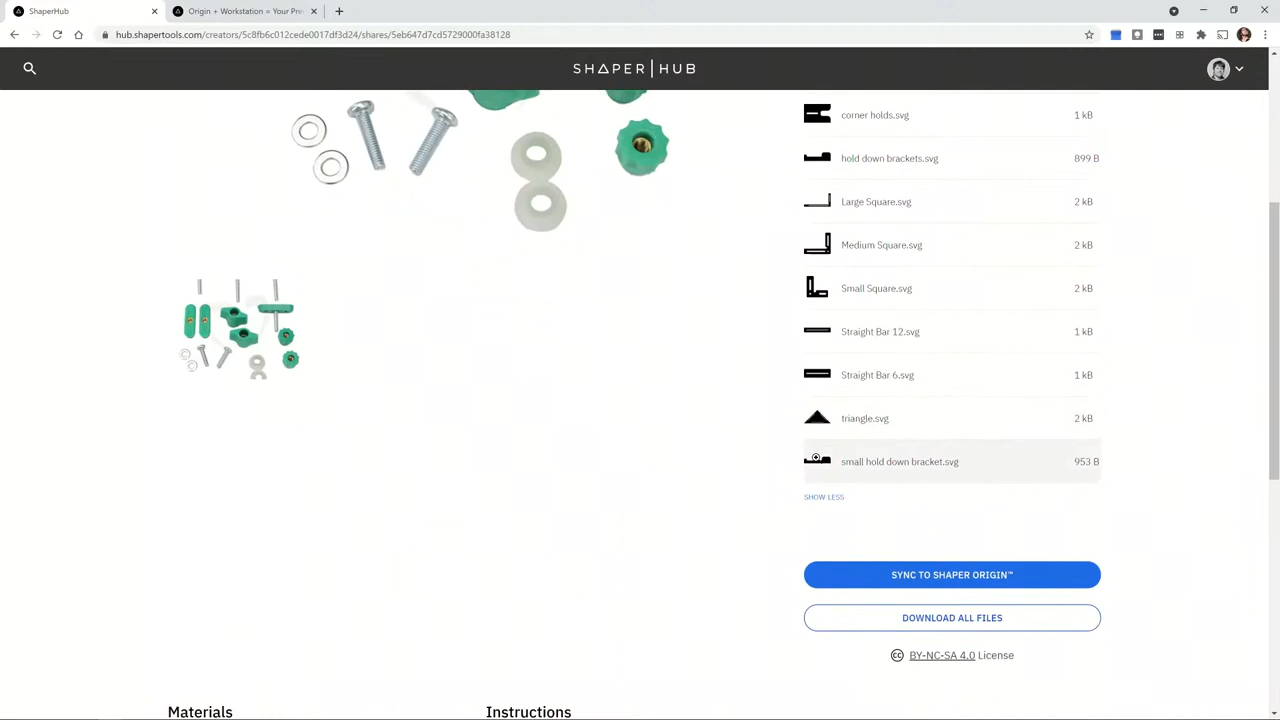 ShaperHub
Origin + Workstation = Your Pre
hub.shapertools.com/creators/5c8fb6c012cede0017df3d24/shares/5eb647d7cd5729000fa38128
SHAPER|HUB
corner holds.svg 1 kB
hold down brackets.svg 899 B
Large Square.svg 2 kB
Medium Square.svg 2 kB
Small Square.svg 2 kB
Straight Bar 12.svg 1 kB
Straight Bar 6.svg 1 kB
triangle.svg 2 kB
small hold down bracket.svg 953 B
SHOW LESS
SYNC TO SHAPER ORIGIN™
DOWNLOAD ALL FILES
cc BY-NC-SA 4.0 License
Materials
Instructions